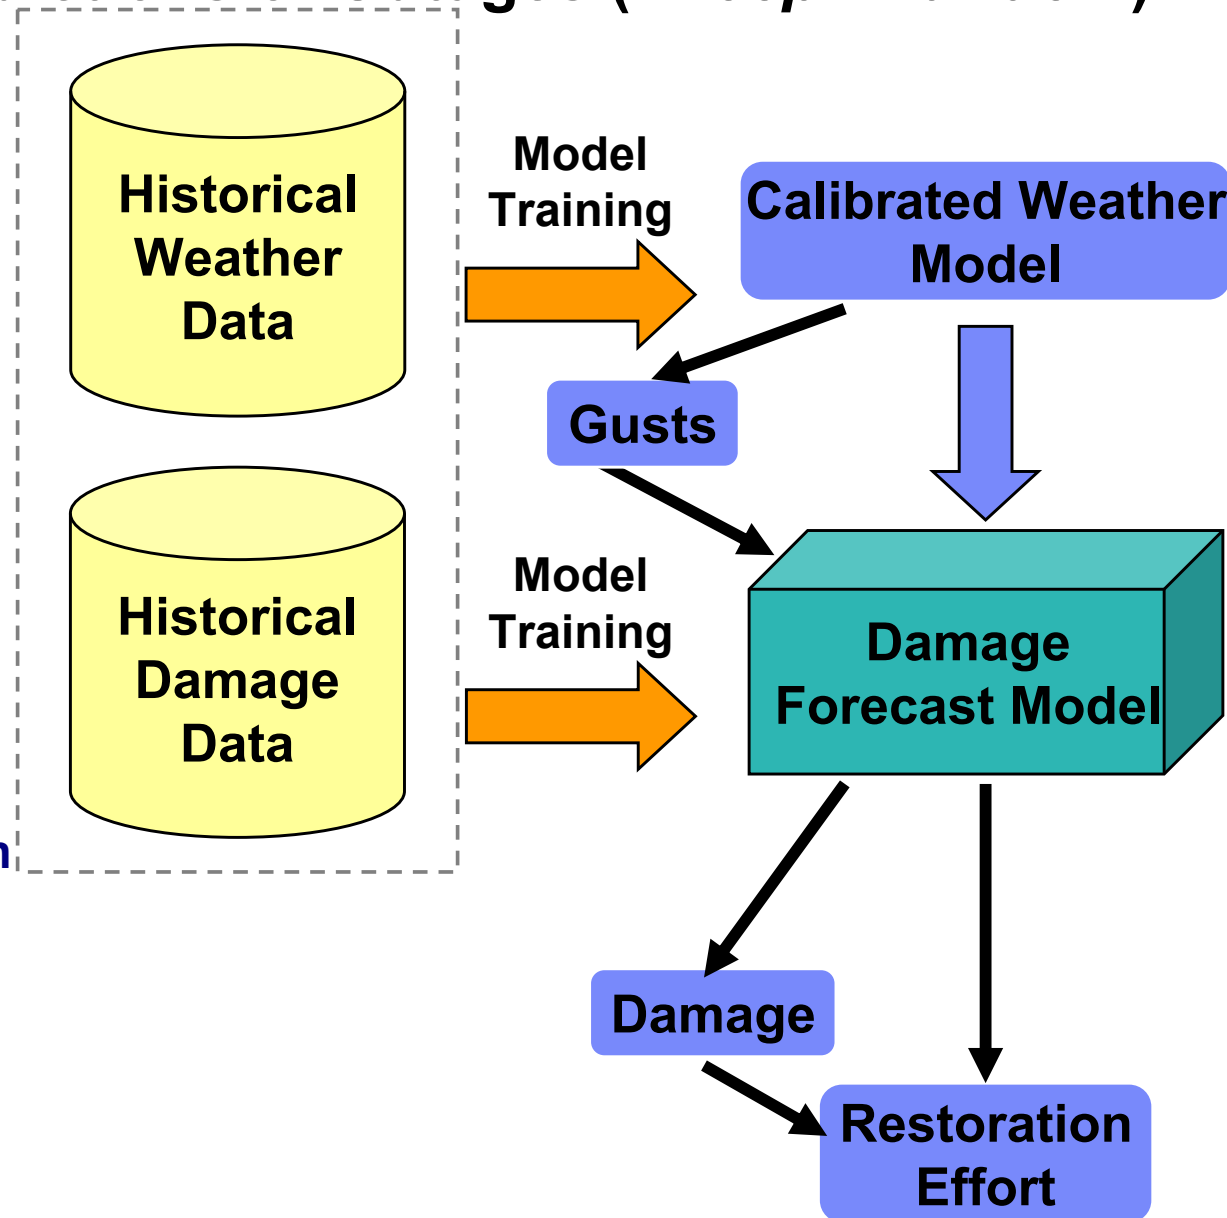 Historical
Weather
Data
Model
Training
Calibrated Weather
Model
Gusts
Historical
Damage
Data
Model
Training
Damage
Forecast Model
Damage
Restoration
Effort